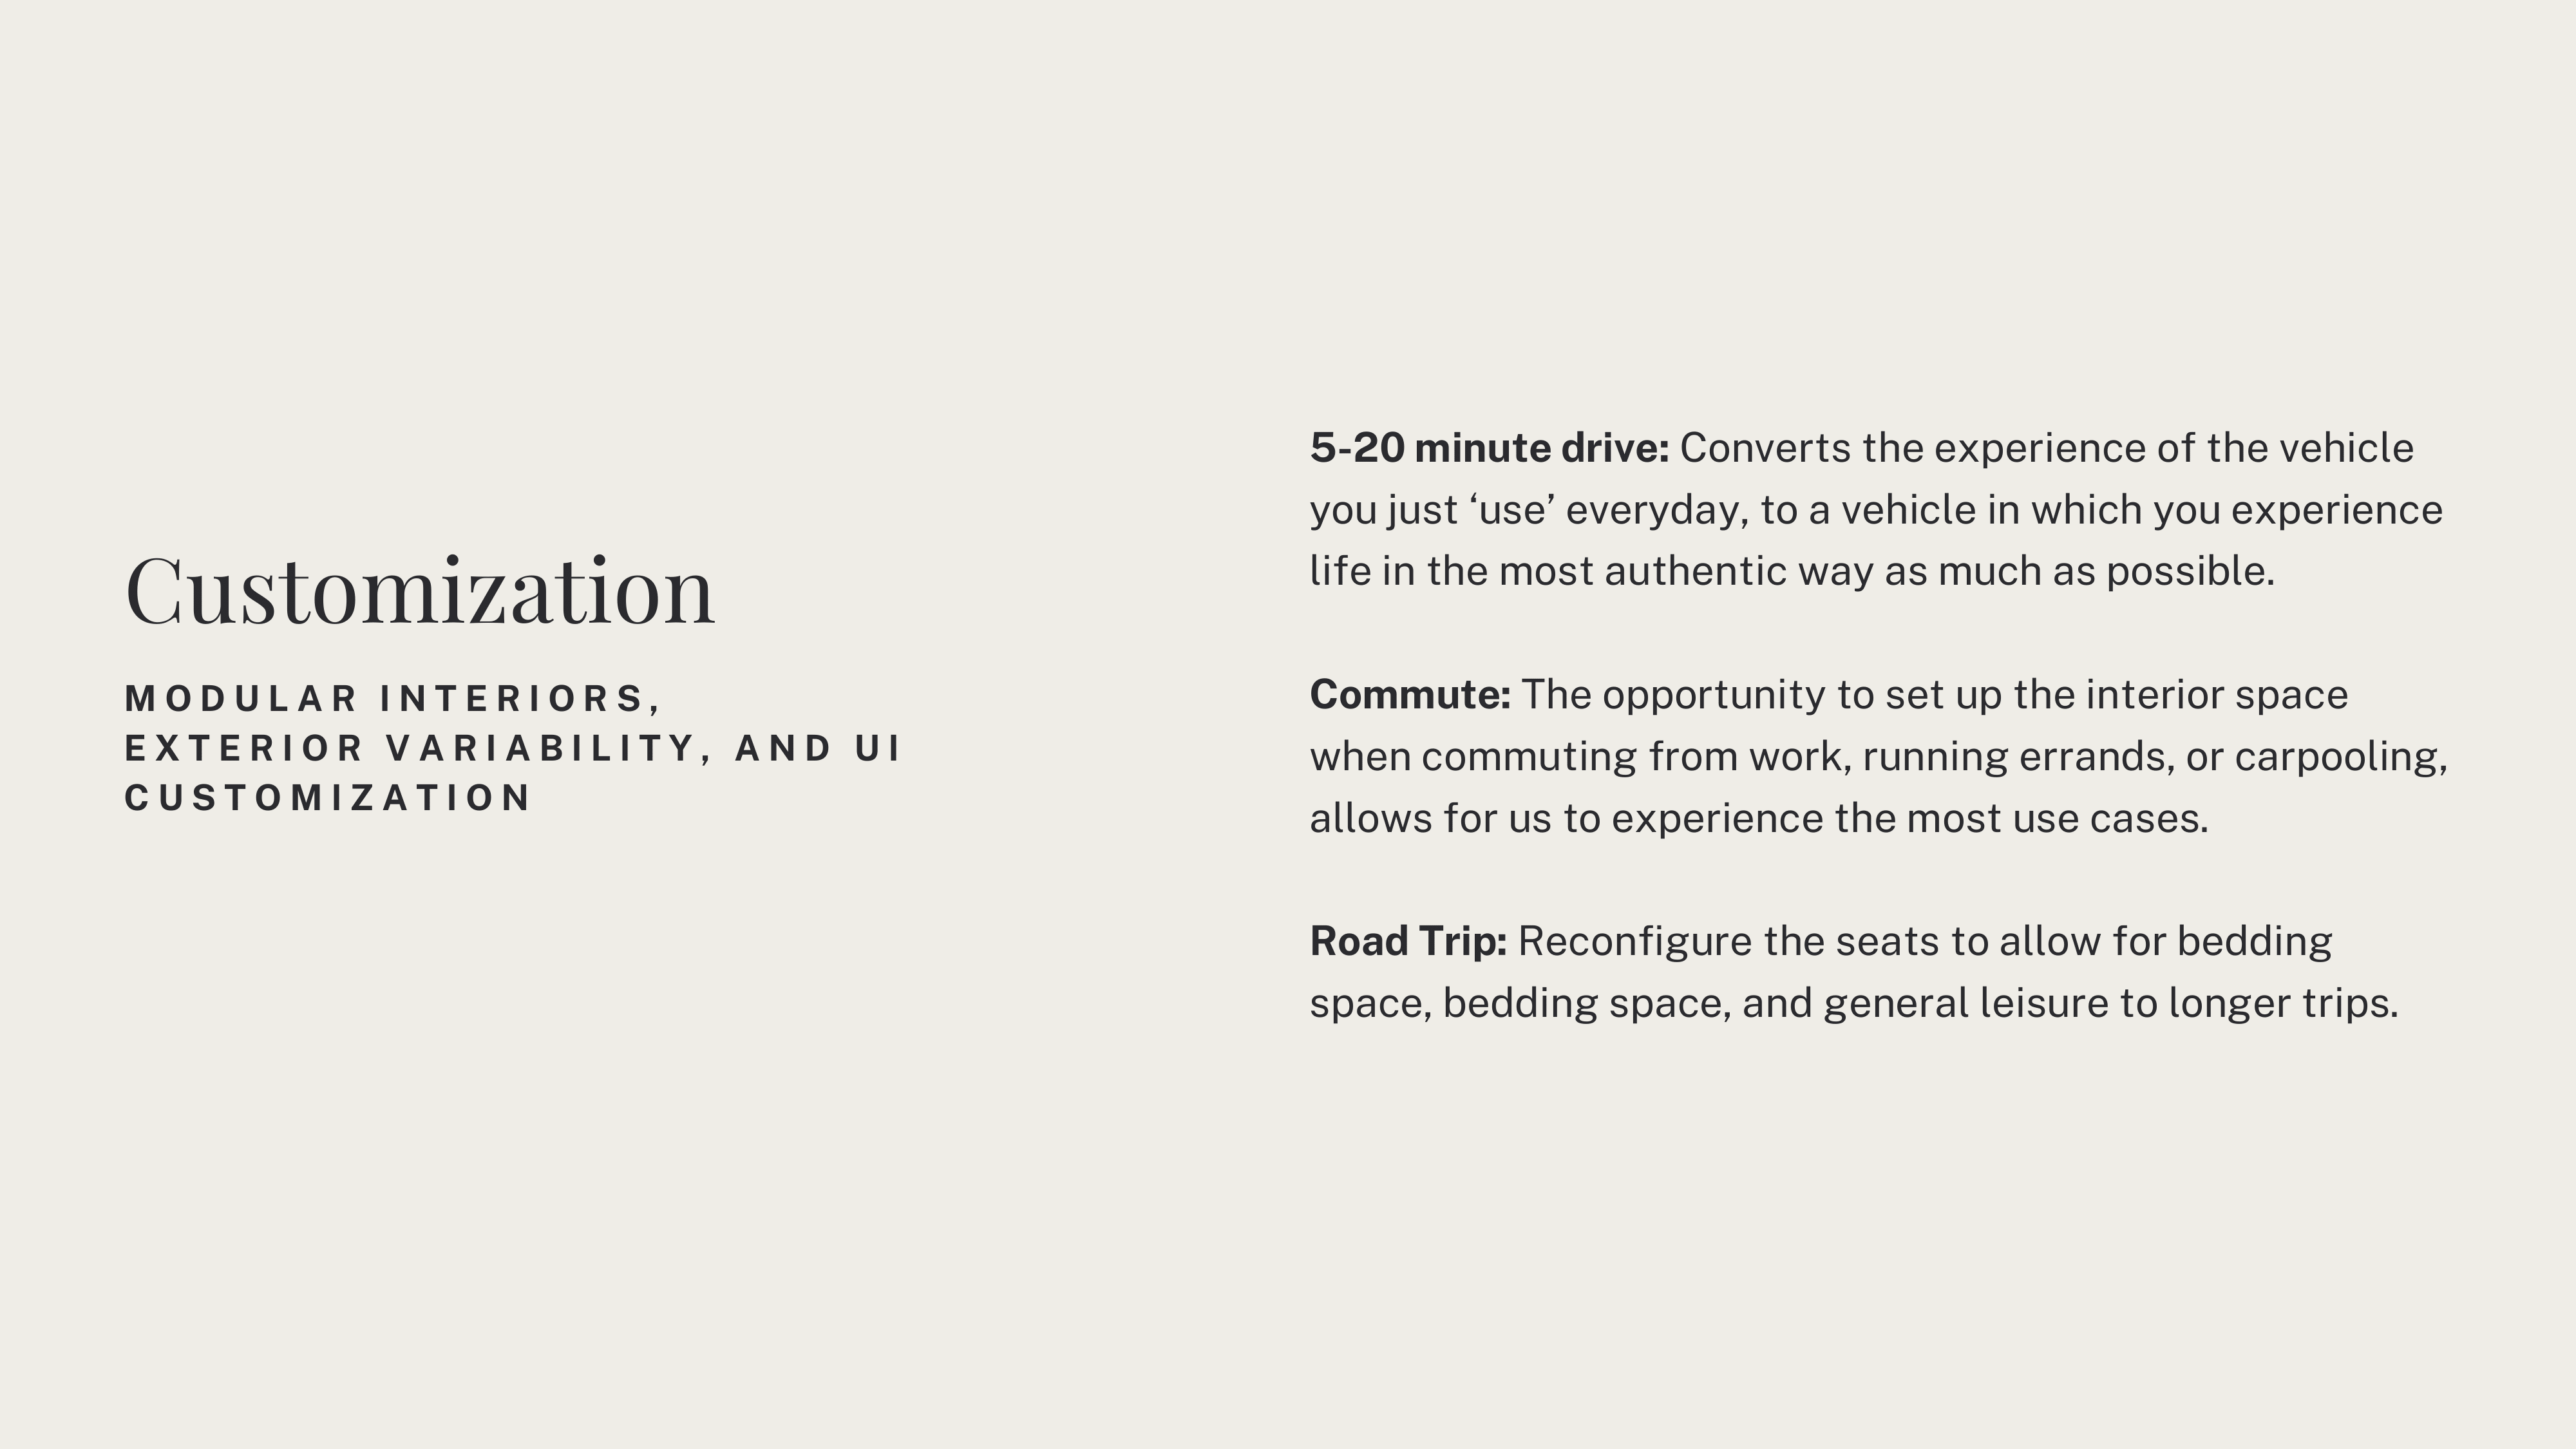 Customization
MODULAR INTERIORS,
EXTERIOR VARIABILITY, AND UI
CUSTOMIZATION
5-20 minute drive: Converts the experience of the vehicle
you just ‘use’ everyday, to a vehicle in which you experience
life in the most authentic way as much as possible.
Commute: The opportunity to set up the interior space
when commuting from work, running errands, or carpooling,
allows for us to experience the most use cases.
Road Trip: Reconfigure the seats to allow for bedding
space, bedding space, and general leisure to longer trips.